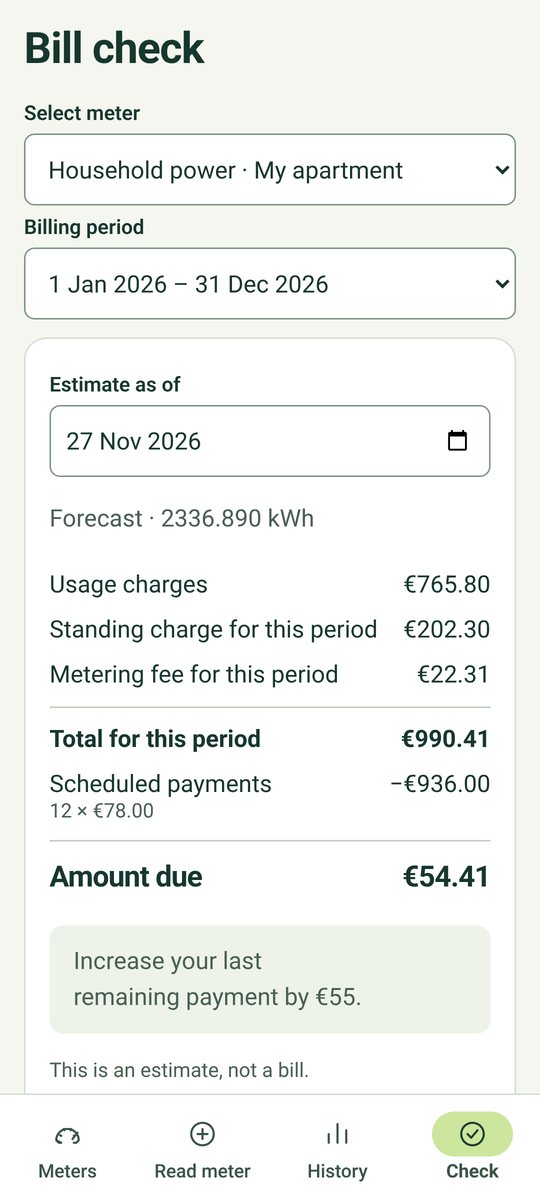 Bill check
Select meter
Household power · My apartment
Billing period
1 Jan 2026 – 31 Dec 2026
Estimate as of
27 Nov 2026
Forecast · 2336.890 kWh
Usage charges €765.80
Standing charge for this period €202.30
Metering fee for this period €22.31
Total for this period €990.41
Scheduled payments −€936.00
12 × €78.00
Amount due €54.41
Increase your last
remaining payment by €55.
This is an estimate, not a bill.
Meters Read meter History Check